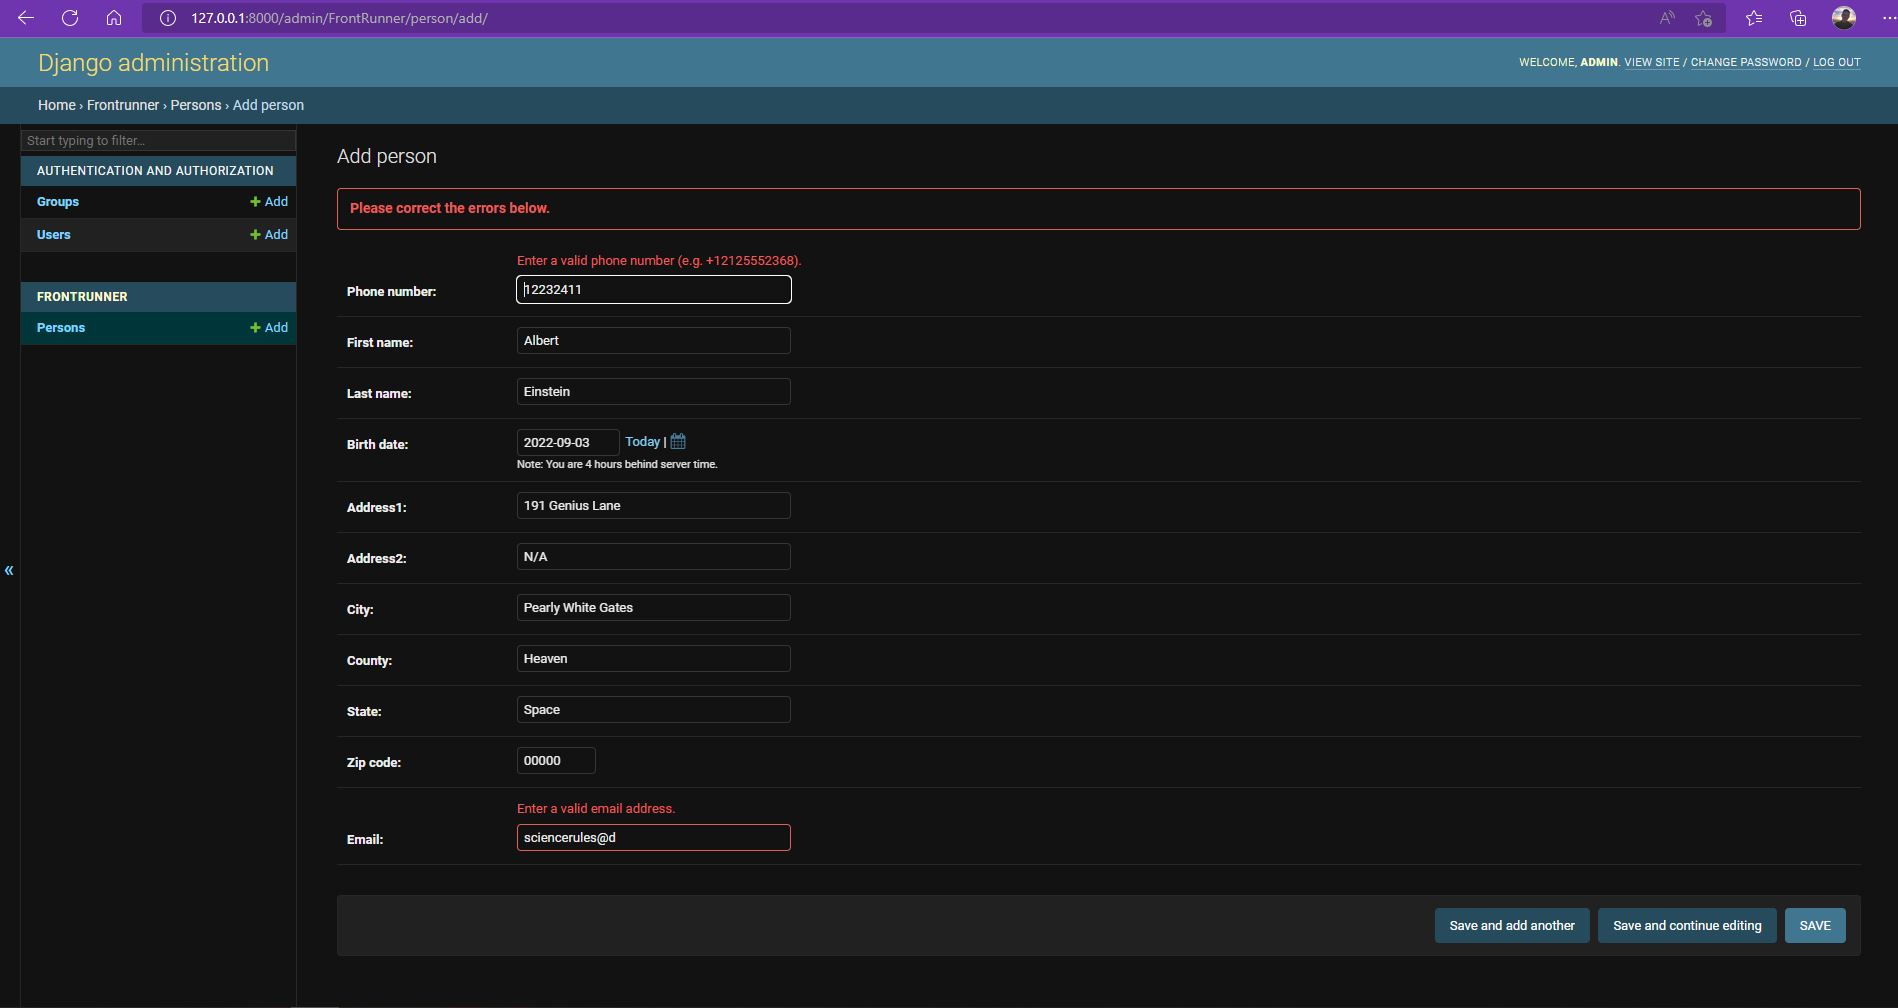 127.0.0.1:8000/admin/FrontRunner/person/add/
Django administration
WELCOME, ADMIN. VIEW SITE / CHANGE PASSWORD / LOG OUT
Home › Frontrunner › Persons › Add person
Start typing to filter...
AUTHENTICATION AND AUTHORIZATION
Groups + Add
Users + Add
FRONTRUNNER
Persons + Add
«
Add person
Please correct the errors below.
Enter a valid phone number (e.g. +12125552368).
Phone number: 12232411
First name: Albert
Last name: Einstein
Birth date: 2022-09-03 Today |
Note: You are 4 hours behind server time.
Address1: 191 Genius Lane
Address2: N/A
City: Pearly White Gates
County: Heaven
State: Space
Zip code: 00000
Enter a valid email address.
Email: sciencerules@d
Save and add another Save and continue editing SAVE